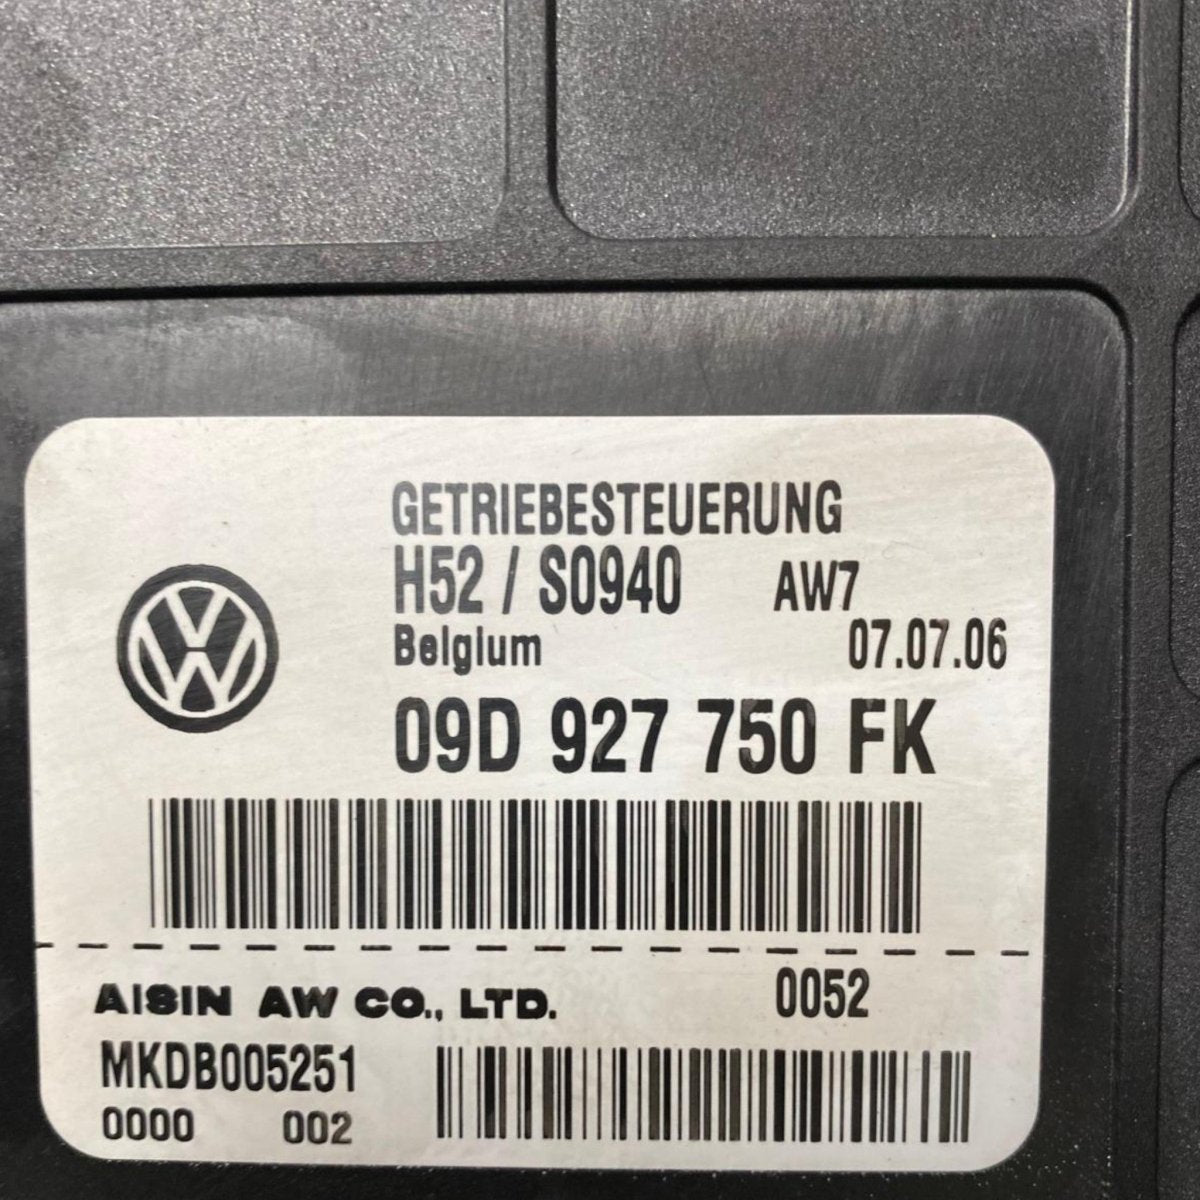 GETRIEBESTEUERUNG
H52 / S0940 AW7
Belgium 07.07.06
09D 927 750 FK
AISIN AW CO., LTD. 0052
MKDB005251
0000 002